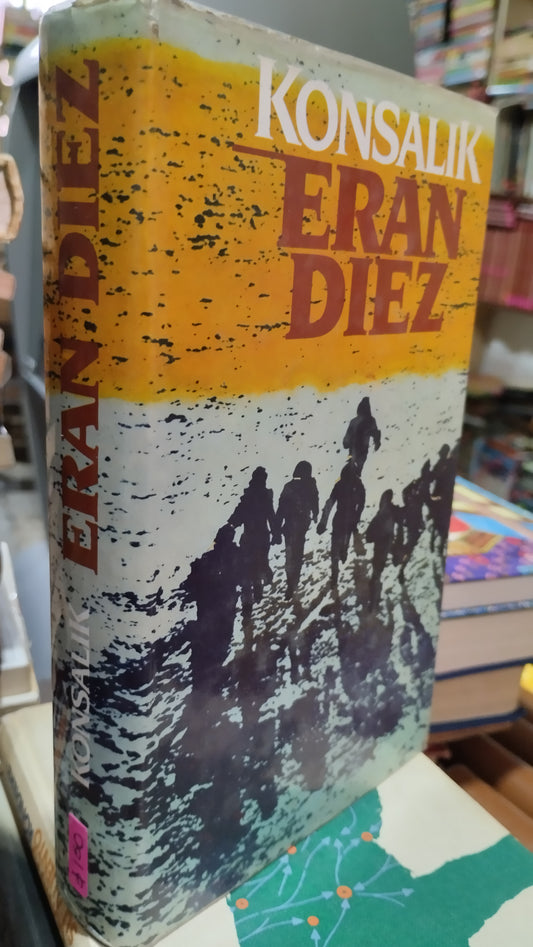 KONSALIK
ERAN
DIEZ
ERAN DIEZ
KONSALIK